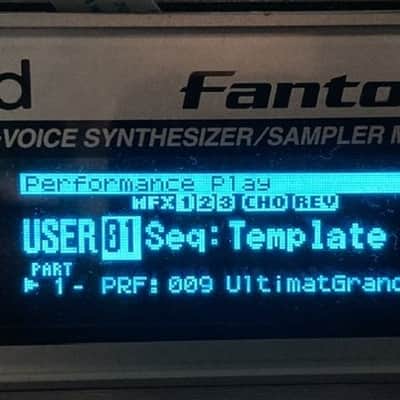 d Fanto
-VOICE SYNTHESIZER/SAMPLER M
Performance Play
MFX 1 2 3 CHO REV
USER 01 Seq: Template
PART
1- PRF: 009 UltimatGrand